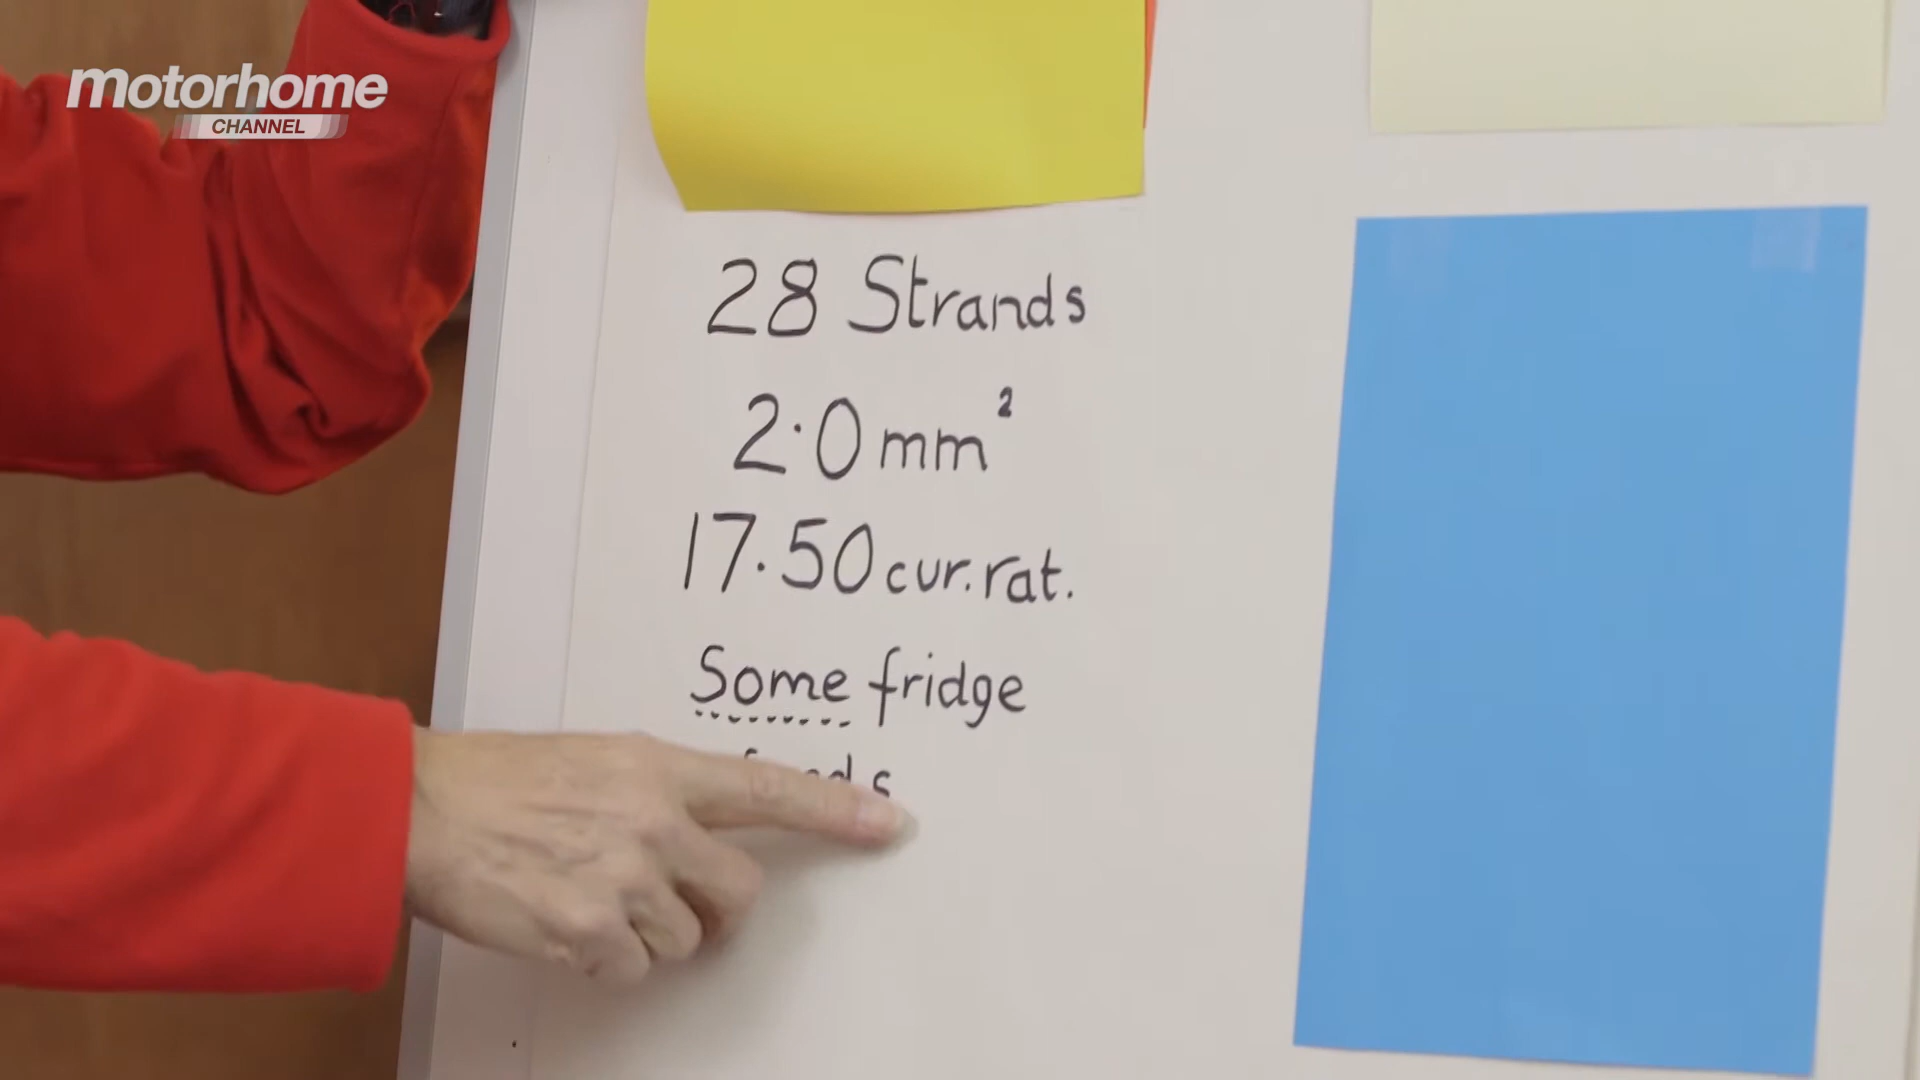 motorhome
CHANNEL
28 Strands
2.0mm²
17.50 cur.rat.
Some fridge